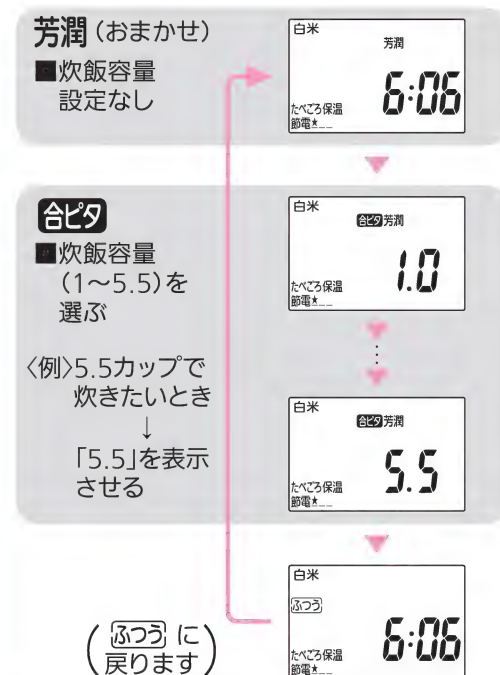 芳潤(おまかせ)
■炊飯容量
設定なし
白米
芳潤
6:06
たべごろ保温
節電★__
合ピタ
■炊飯容量
(1〜5.5)を
選ぶ
〈例〉5.5カップで
炊きたいとき
↓
「5.5」を表示
させる
白米
合ピタ 芳潤
1.0
たべごろ保温
節電★__
⋮
白米
合ピタ 芳潤
5.5
たべごろ保温
節電★__
(ふつうに
戻ります)
白米
ふつう
6:06
たべごろ保温
節電★__